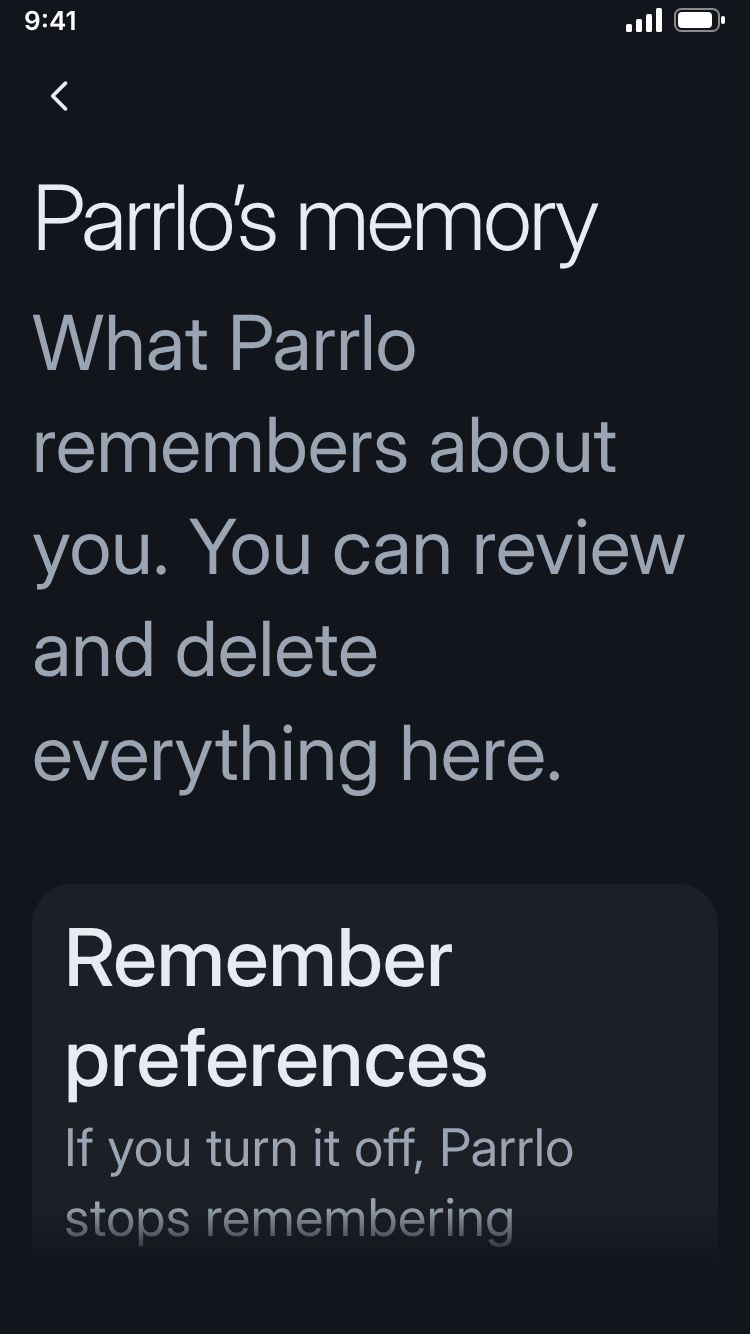 9:41
Parrlo’s memory
What Parrlo
remembers about
you. You can review
and delete
everything here.
Remember
preferences
If you turn it off, Parrlo
stops remembering